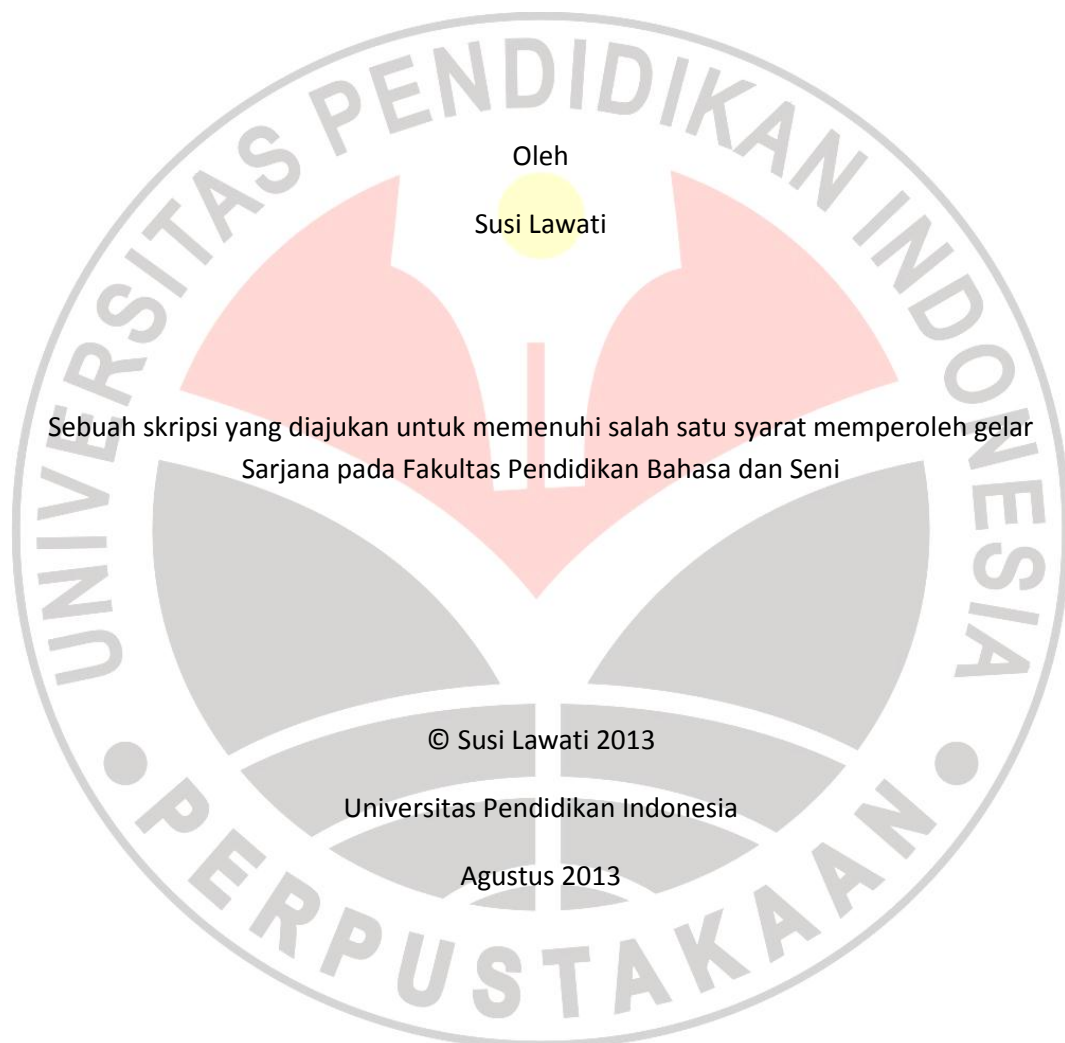 UNIVERSITAS PENDIDIKAN INDONESIA
Oleh
Susi Lawati
Sebuah skripsi yang diajukan untuk memenuhi salah satu syarat memperoleh gelar
Sarjana pada Fakultas Pendidikan Bahasa dan Seni
© Susi Lawati 2013
Universitas Pendidikan Indonesia
Agustus 2013
PERPUSTAKAAN